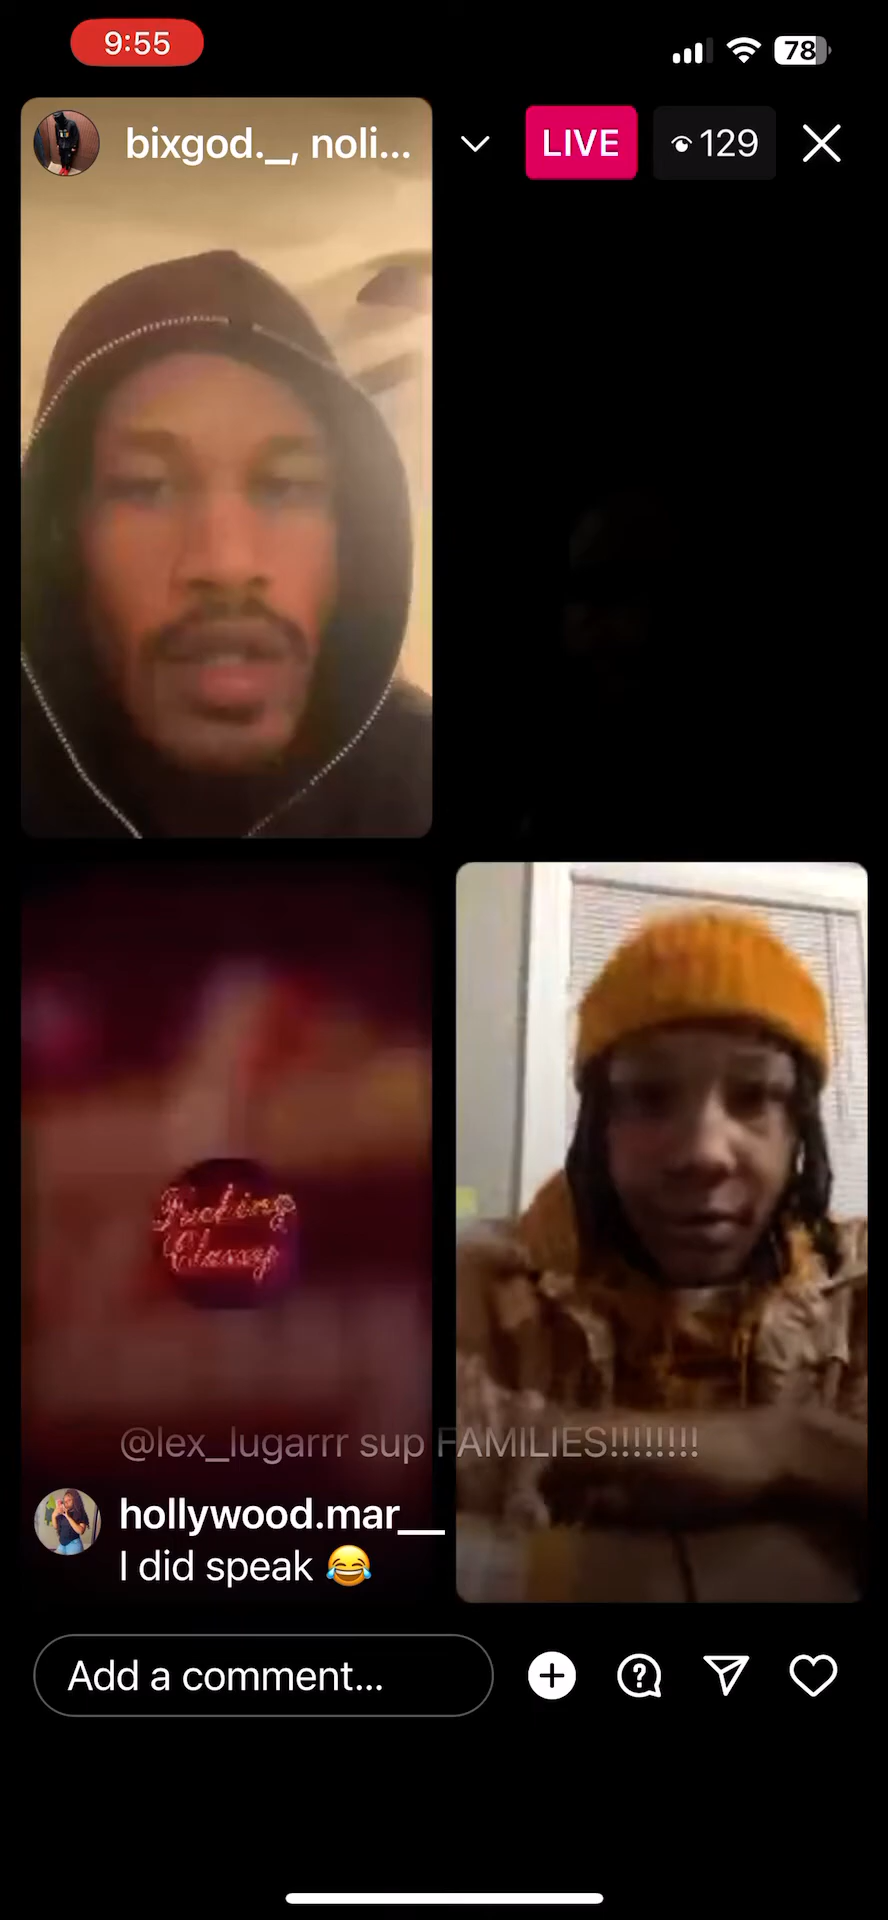 9:55
78
bixgod._, noli...
LIVE
129
Fucking
Classy
@lex_lugarrr sup FAMILIES!!!!!!!!
hollywood.mar__
I did speak 😂
Add a comment...